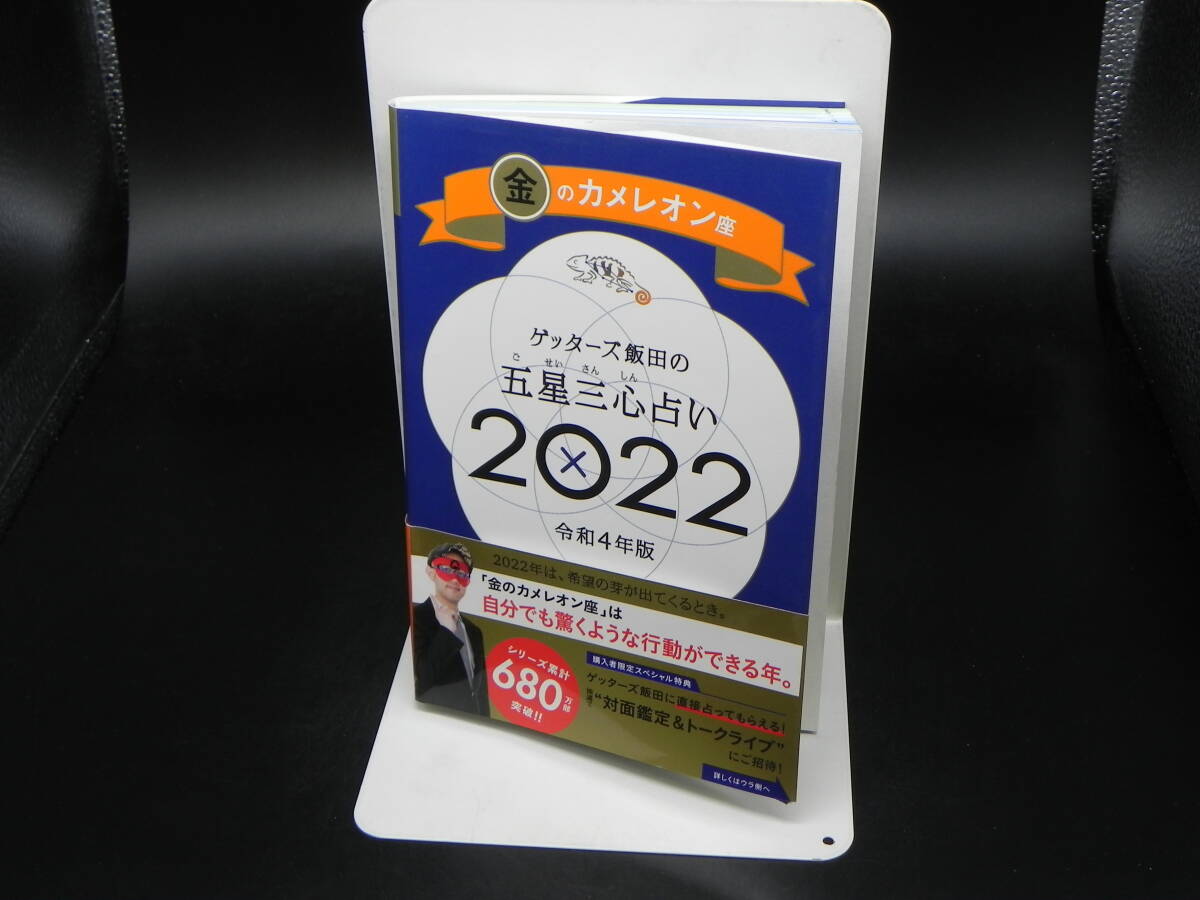 金のカメレオン座
ゲッターズ飯田の
ご せい さん しん
五星三心占い
2022
令和4年版
2022年は、希望の芽が出てくるとき。
「金のカメレオン座」は
自分でも驚くような行動ができる年。
シリーズ累計
680万部
突破!!
購入者限定スペシャル特典
ゲッターズ飯田に直接占ってもらえる!
抽選で“対面鑑定&トークライブ”
にご招待!
詳しくはウラ側へ